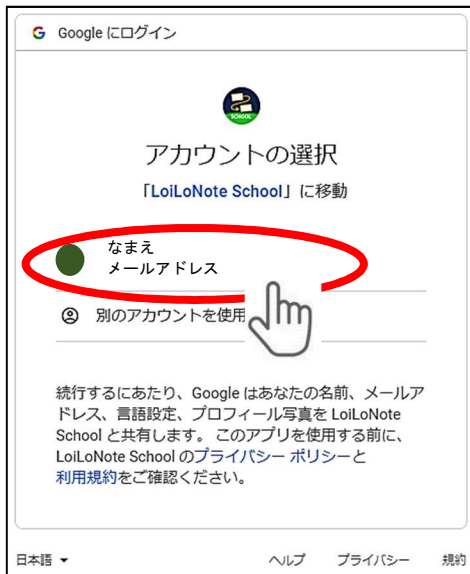 Google にログイン
SCHOOL
アカウントの選択
「LoiLoNote School」に移動
なまえ
メールアドレス
別のアカウントを使用
続行するにあたり、Google はあなたの名前、メールア
ドレス、言語設定、プロフィール写真を LoiLoNote
School と共有します。このアプリを使用する前に、
LoiLoNote School のプライバシー ポリシーと
利用規約をご確認ください。
日本語 ヘルプ プライバシー 規約